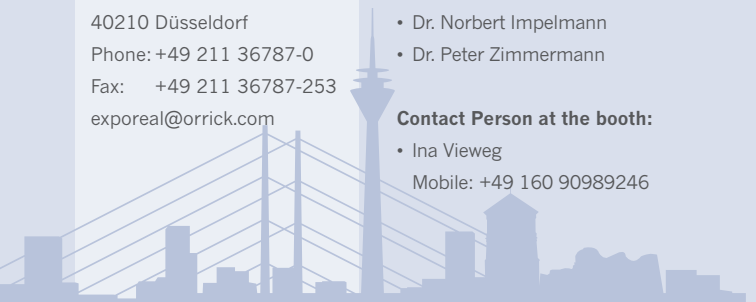 40210 Düsseldorf
Phone: +49 211 36787-0
Fax: +49 211 36787-253
exporeal@orrick.com
• Dr. Norbert Impelmann
• Dr. Peter Zimmermann
Contact Person at the booth:
• Ina Vieweg
Mobile: +49 160 90989246